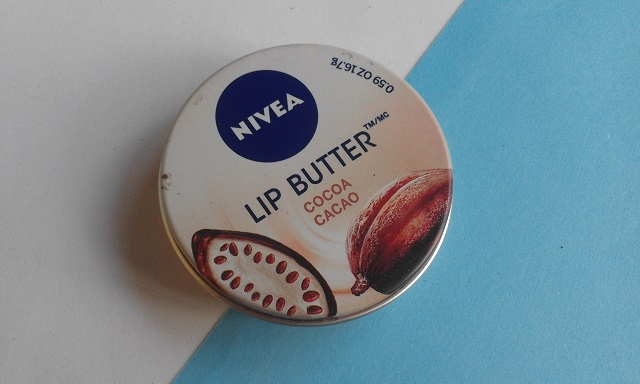 0.59 OZ 16.7g
NIVEA
LIP BUTTER™/MC
COCOA
CACAO